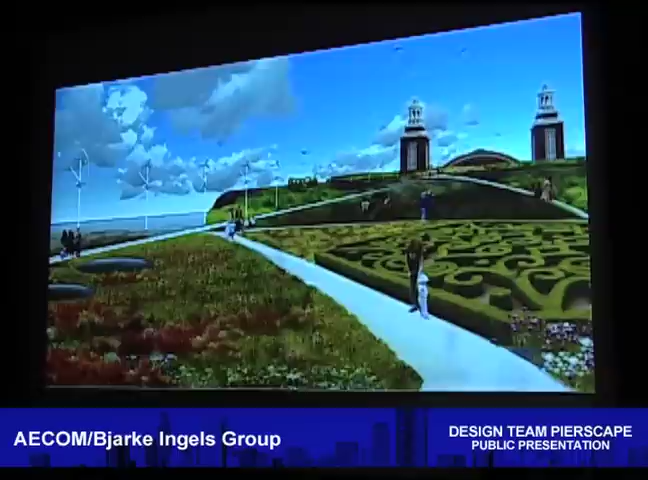 AECOM/Bjarke Ingels Group
DESIGN TEAM PIERSCAPE
PUBLIC PRESENTATION